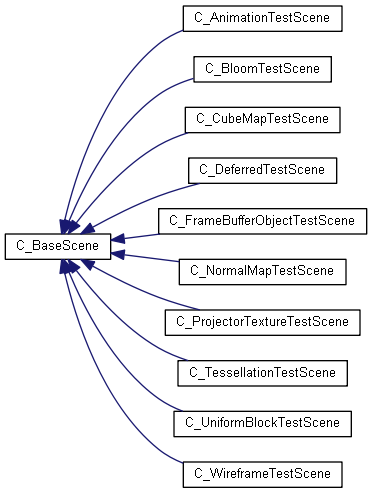 C_AnimationTestScene
C_BloomTestScene
C_CubeMapTestScene
C_DeferredTestScene
C_FrameBufferObjectTestScene
C_BaseScene
C_NormalMapTestScene
C_ProjectorTextureTestScene
C_TessellationTestScene
C_UniformBlockTestScene
C_WireframeTestScene